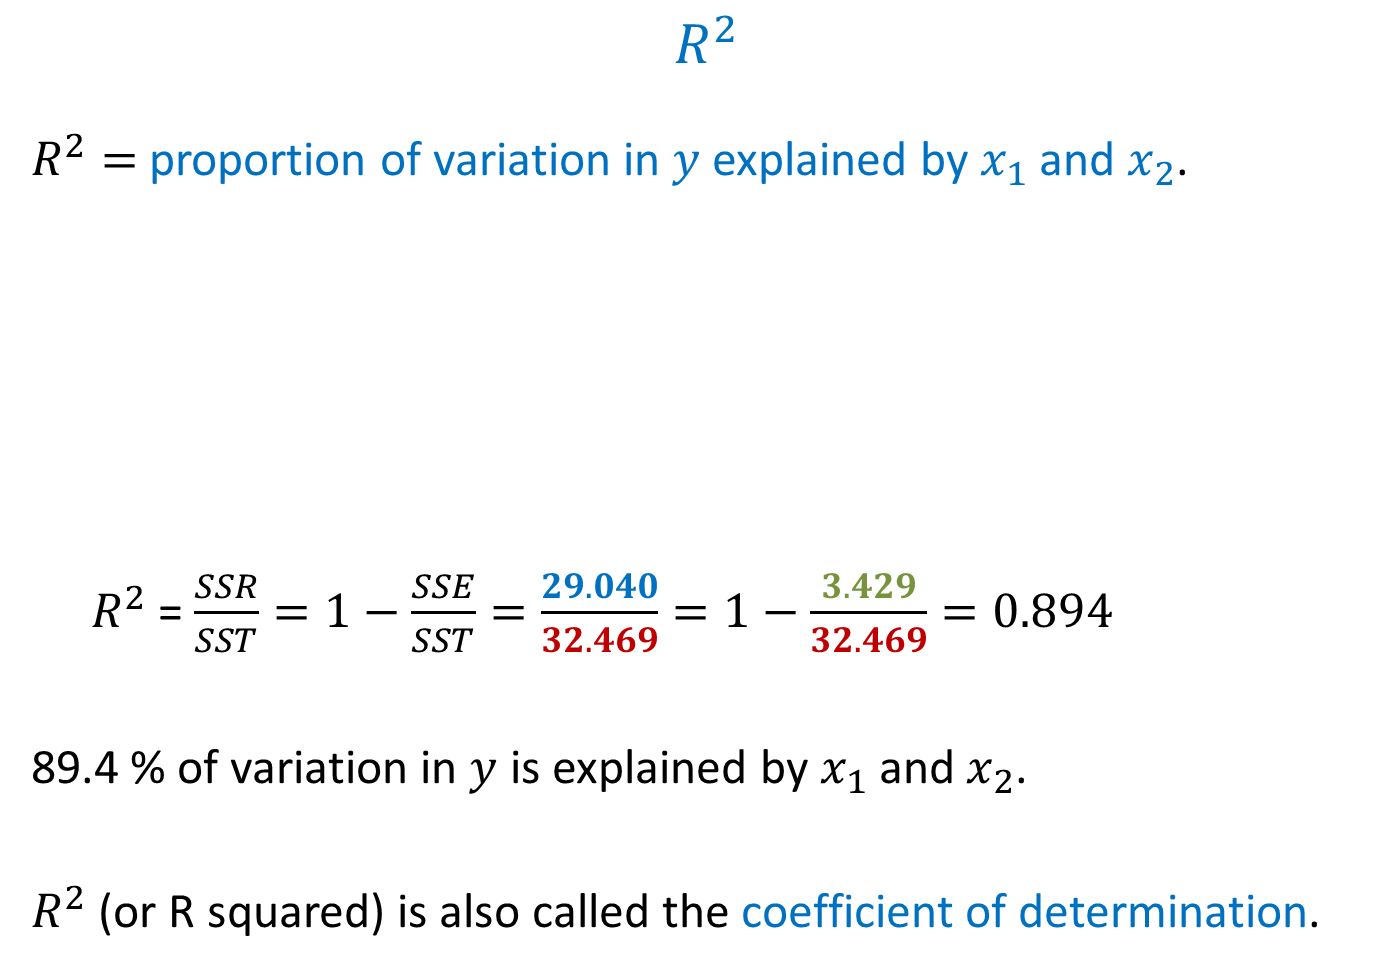 R²
R² = proportion of variation in y explained by x₁ and x₂.
R² = SSR/SST = 1 − SSE/SST = 29.040/32.469 = 1 − 3.429/32.469 = 0.894
89.4 % of variation in y is explained by x₁ and x₂.
R² (or R squared) is also called the coefficient of determination.